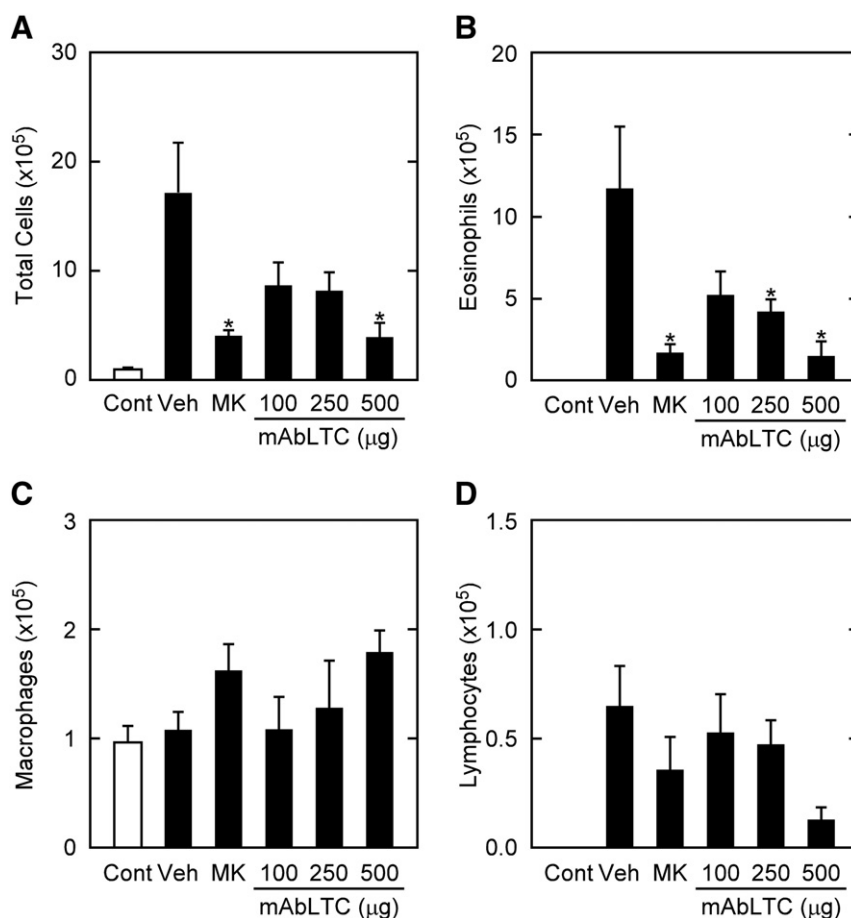 A
Total Cells (x10⁵)
30
20
10
0
Cont Veh MK 100 250 500
mAbLTC (μg)
B
Eosinophils (x10⁵)
20
15
10
5
0
*
*
*
Cont Veh MK 100 250 500
mAbLTC (μg)
*
*
C
Macrophages (x10⁵)
3
2
1
0
Cont Veh MK 100 250 500
mAbLTC (μg)
D
Lymphocytes (x10⁵)
1.5
1.0
0.5
0.0
Cont Veh MK 100 250 500
mAbLTC (μg)